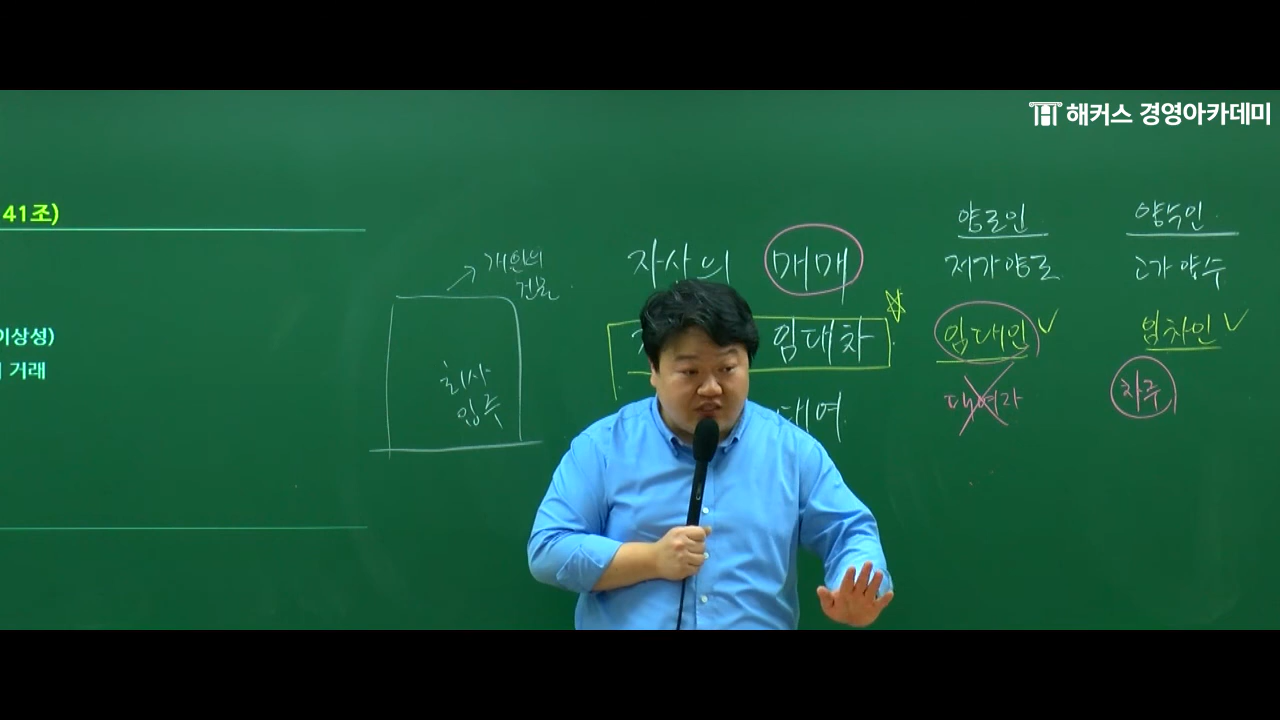 해커스 경영아카데미
41조)
이상성)
거래
개인의
건물
회사
입주
자사의 매매
임대차
대여
양도인 양수인
저가양도 고가양수
임대인 임차인
대여자 차주